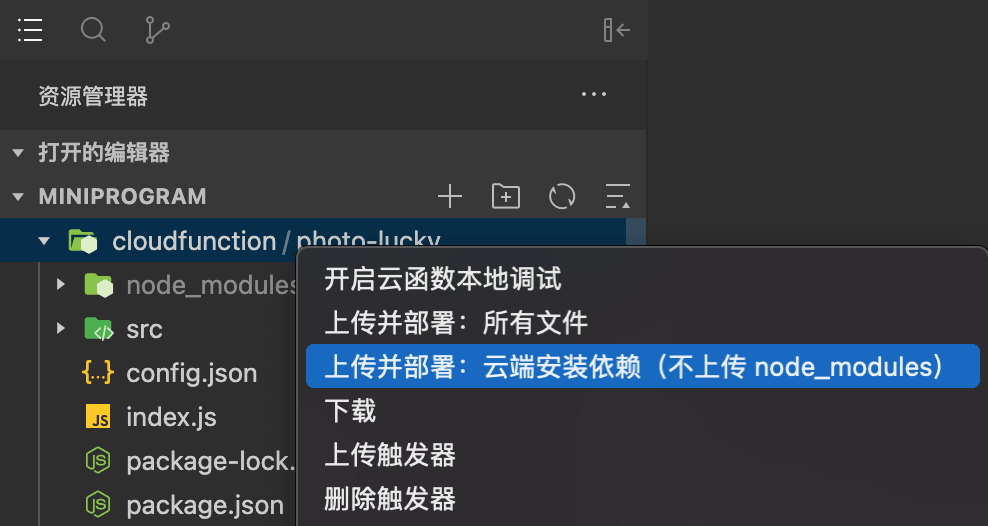 资源管理器
打开的编辑器
MINIPROGRAM
cloudfunction / photo-lucky
开启云函数本地调试
node_modules
上传并部署：所有文件
src
上传并部署：云端安装依赖（不上传 node_modules）
config.json
下载
index.js
上传触发器
package-lock.
删除触发器
package.json